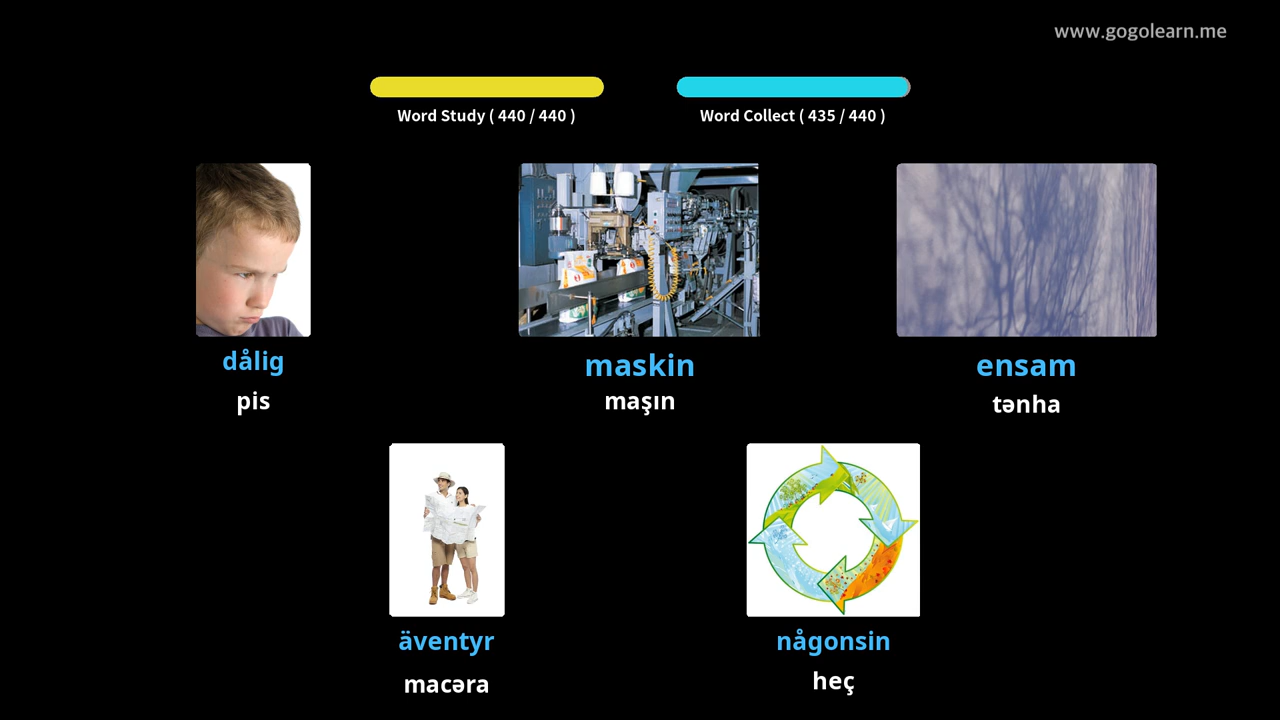 www.gogolearn.me
Word Study ( 440 / 440 )
Word Collect ( 435 / 440 )
dålig
pis
maskin
maşın
ensam
tənha
äventyr
macəra
någonsin
heç